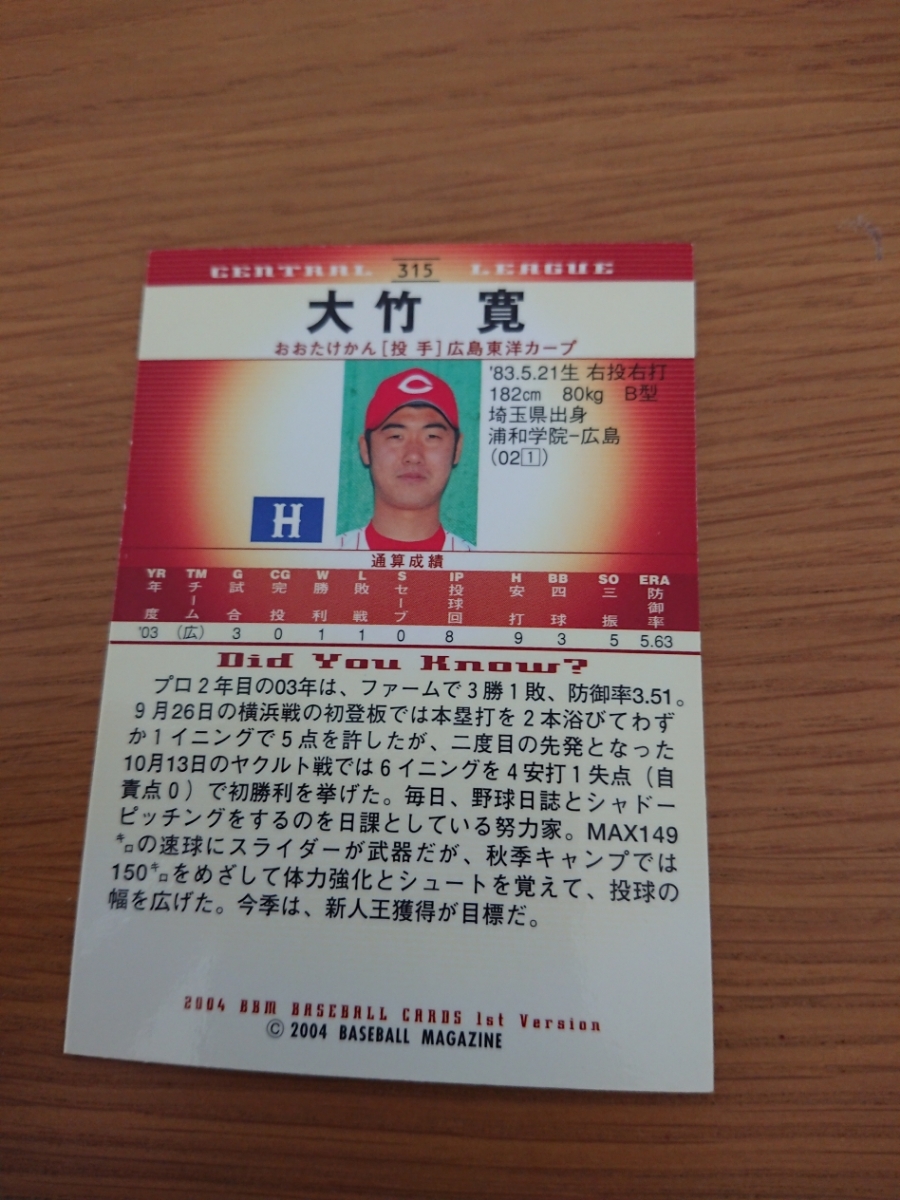 CENTRAL 315 LEAGUE
大竹 寛
おおたけかん[投 手]広島東洋カープ
'83.5.21生 右投右打
182cm 80kg B型
埼玉県出身
浦和学院−広島
(021)
C
H
通算成績
YR TM G CG W L S IP H BB SO ERA
年度 チーム 試合 完投 勝利 敗戦 セーブ 投球回 安打 四球 三振 防御率
'03 (広) 3 0 1 1 0 8 9 3 5 5.63
Did You Know?
プロ2年目の03年は、ファームで3勝1敗、防御率3.51。
9月26日の横浜戦の初登板では本塁打を2本浴びてわず
か1イニングで5点を許したが、二度目の先発となった
10月13日のヤクルト戦では6イニングを4安打1失点(自
責点0)で初勝利を挙げた。毎日、野球日誌とシャドー
ピッチングをするのを日課としている努力家。MAX149
㌔の速球にスライダーが武器だが、秋季キャンプでは
150㌔をめざして体力強化とシュートを覚えて、投球の
幅を広げた。今季は、新人王獲得が目標だ。
2004 BBM BASEBALL CARDS 1st Version
© 2004 BASEBALL MAGAZINE